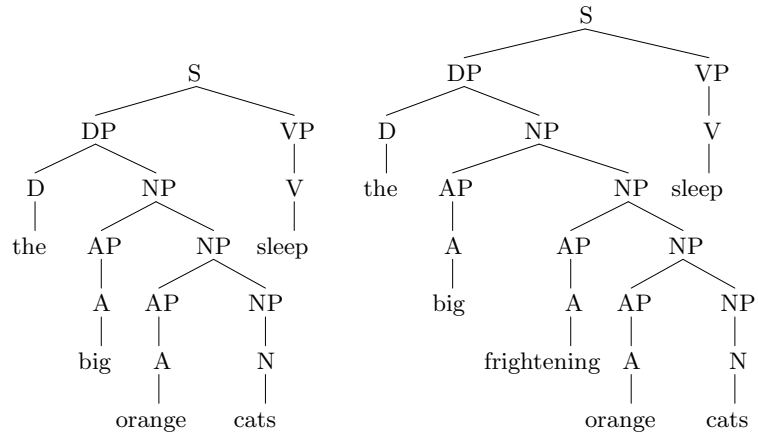 S
DP VP
D NP V
the AP NP sleep
A AP NP
big A N
orange cats
S
DP VP
D NP V
the AP NP sleep
A AP NP
big A AP NP
frightening A N
orange cats